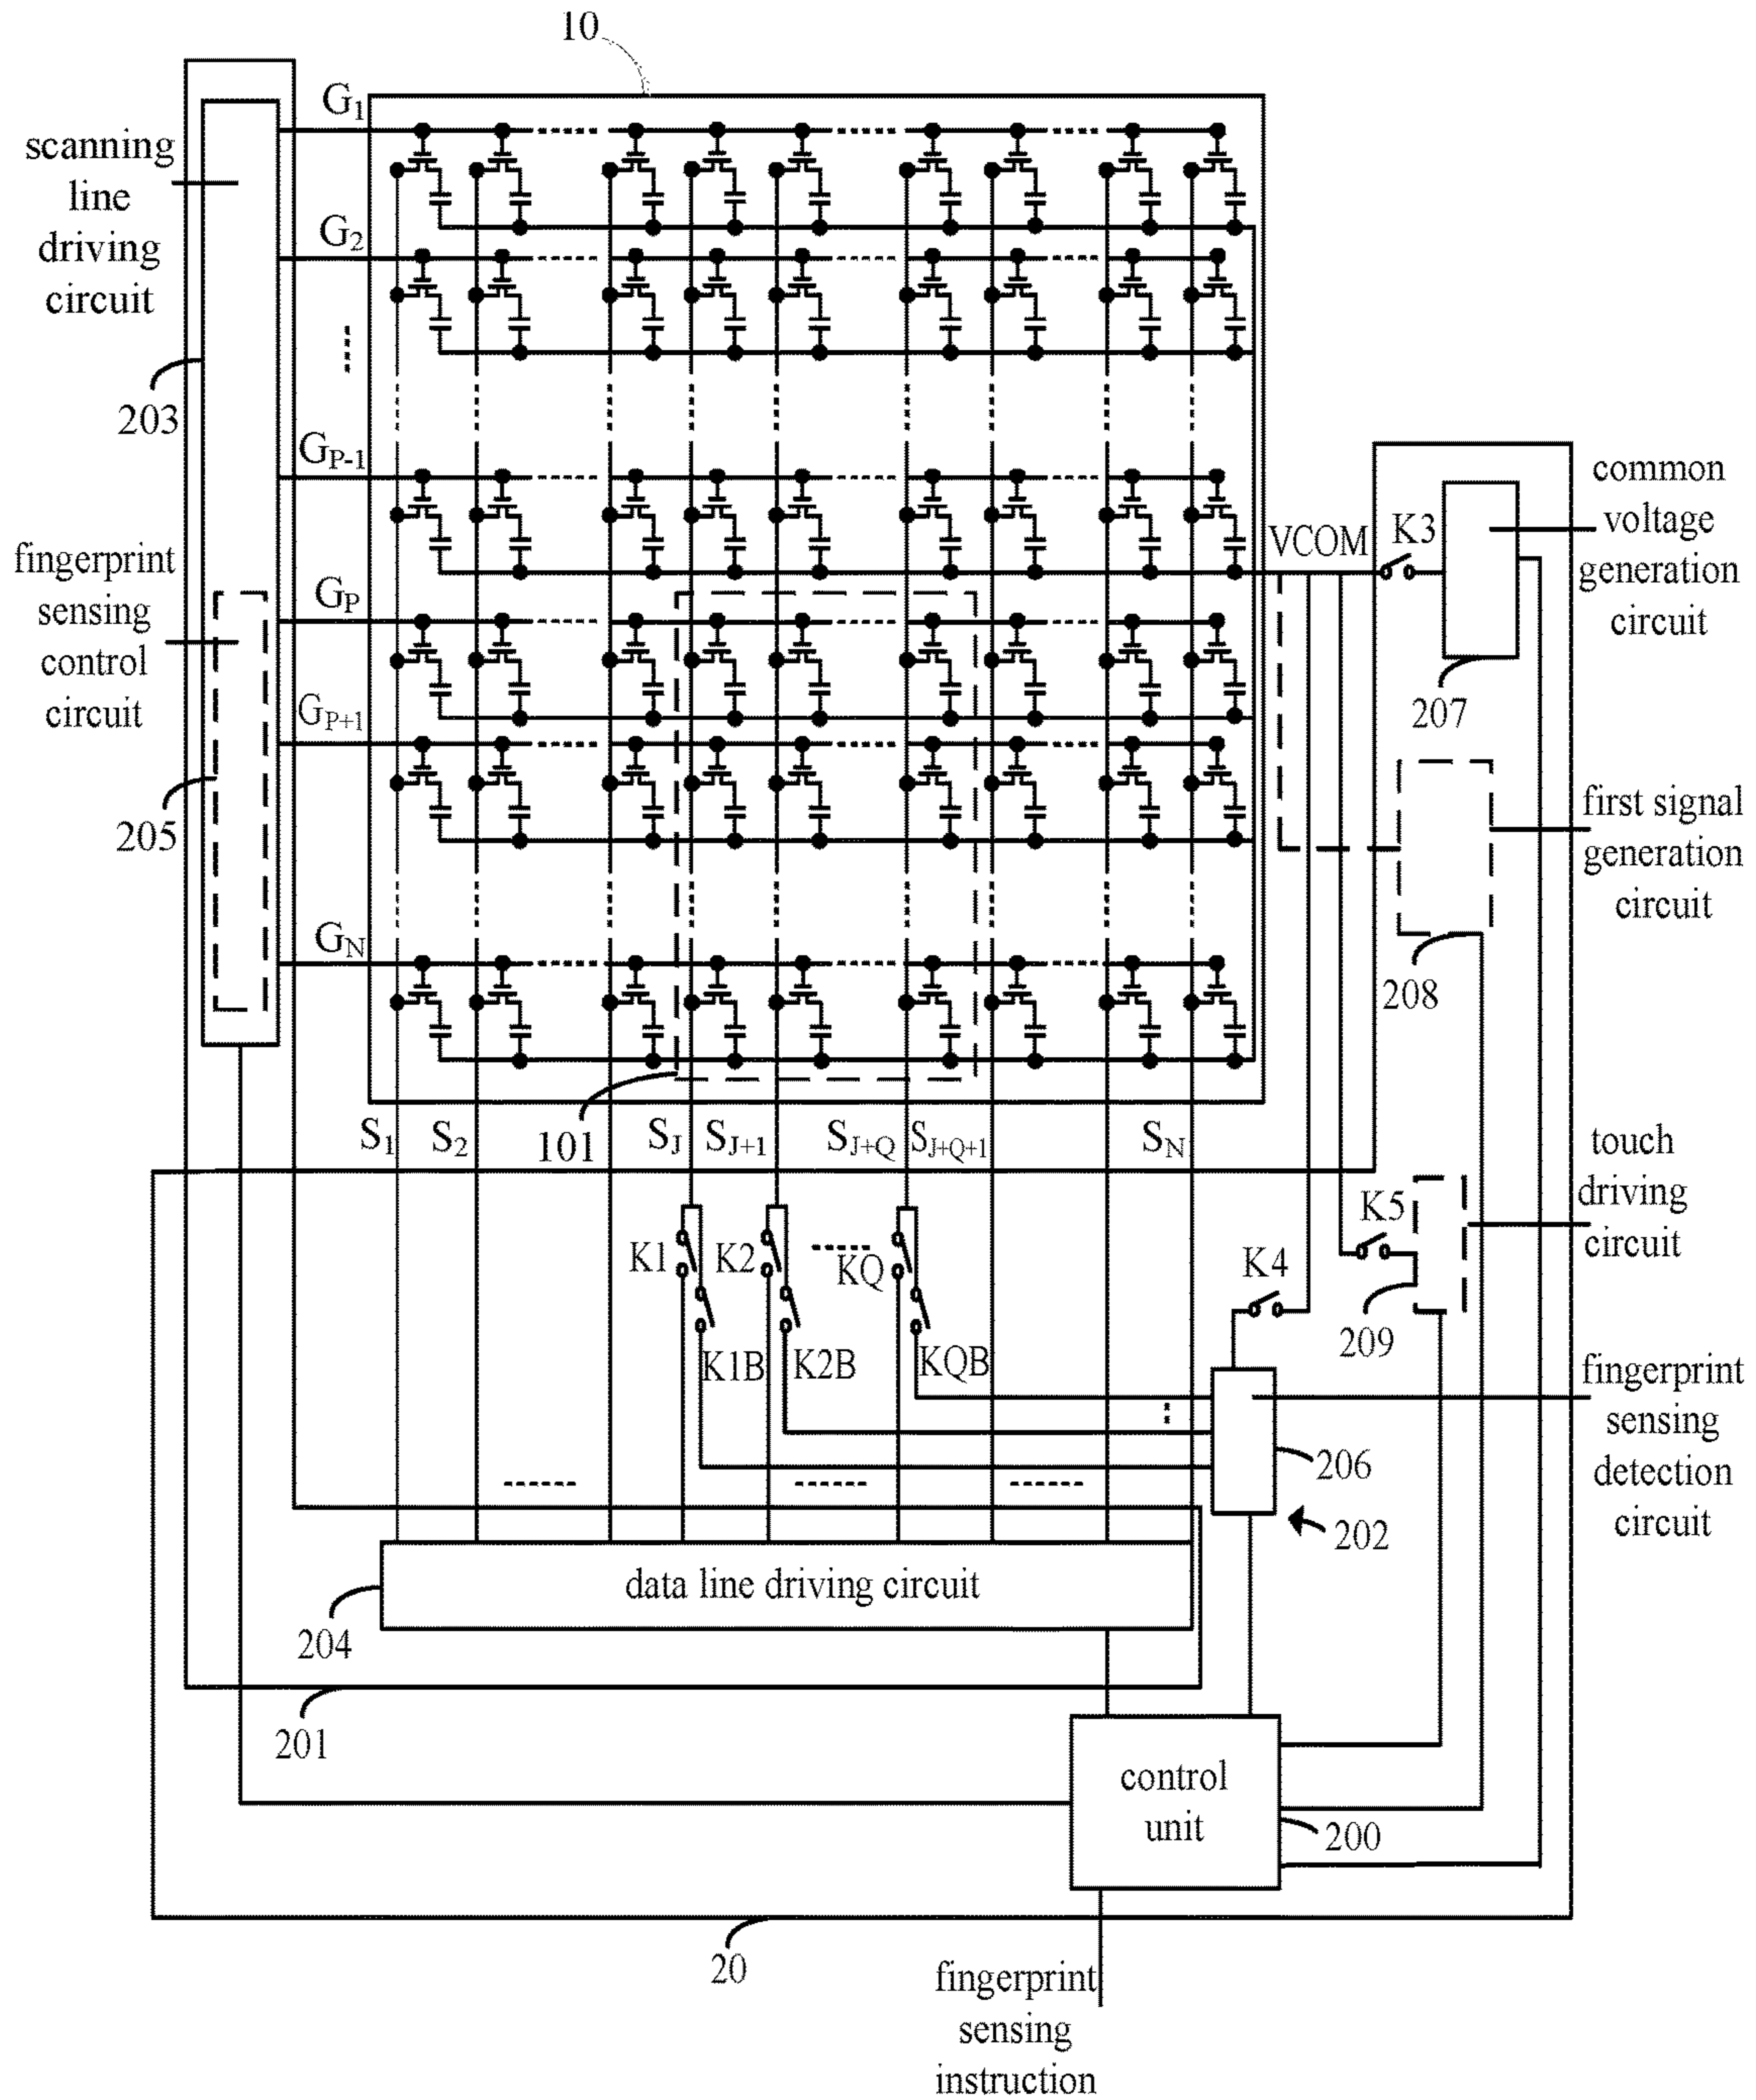 10
G1
scanning
line
driving
circuit
G2
203
GP-1
common
voltage
generation
circuit
VCOM
K3
fingerprint
sensing
control
circuit
GP
207
GP+1
205
first signal
generation
circuit
GN
208
S1
S2
101
SJ
SJ+1
SJ+Q
SJ+Q+1
SN
touch
driving
circuit
K5
K1
K2
KQ
K4
209
K1B
K2B
KQB
fingerprint
sensing
detection
circuit
206
202
data line driving circuit
204
201
control
unit
200
20
fingerprint
sensing
instruction